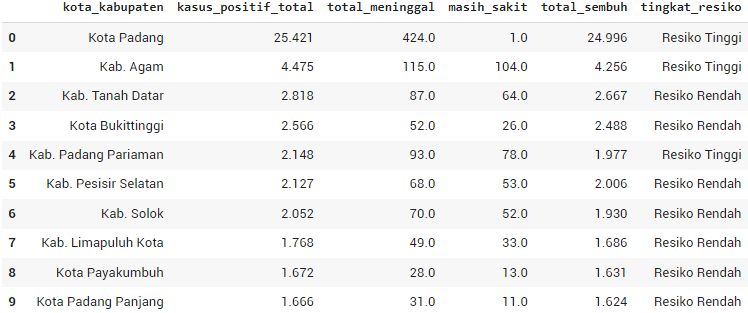 kota_kabupaten kasus_positif_total total_meninggal masih_sakit total_sembuh tingkat_resiko
0 Kota Padang 25.421 424.0 1.0 24.996 Resiko Tinggi
1 Kab. Agam 4.475 115.0 104.0 4.256 Resiko Tinggi
2 Kab. Tanah Datar 2.818 87.0 64.0 2.667 Resiko Rendah
3 Kota Bukittinggi 2.566 52.0 26.0 2.488 Resiko Rendah
4 Kab. Padang Pariaman 2.148 93.0 78.0 1.977 Resiko Tinggi
5 Kab. Pesisir Selatan 2.127 68.0 53.0 2.006 Resiko Rendah
6 Kab. Solok 2.052 70.0 52.0 1.930 Resiko Rendah
7 Kab. Limapuluh Kota 1.768 49.0 33.0 1.686 Resiko Rendah
8 Kota Payakumbuh 1.672 28.0 13.0 1.631 Resiko Rendah
9 Kota Padang Panjang 1.666 31.0 11.0 1.624 Resiko Rendah